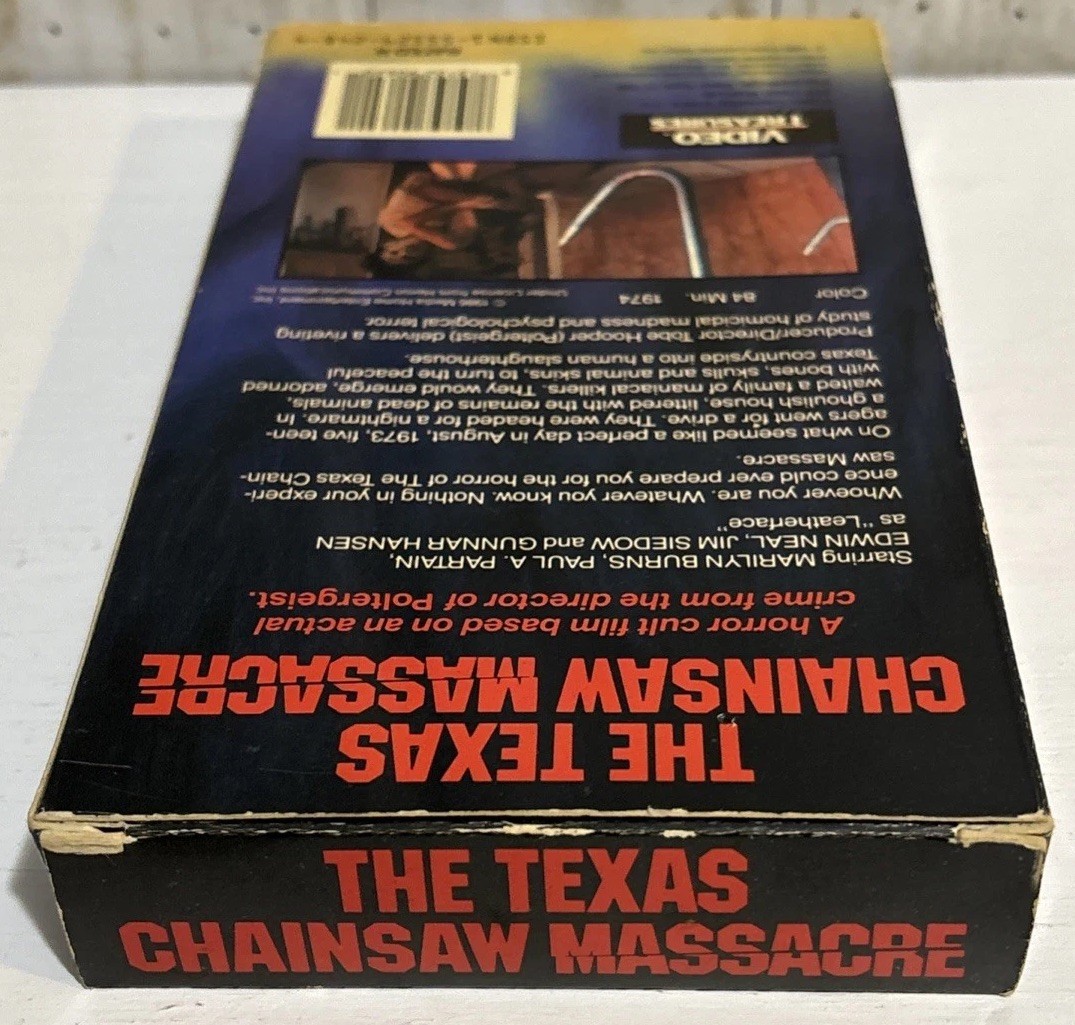 THE TEXAS
CHAINSAW MASSACRE
A horror cult film based on an actual
crime from the director of Poltergeist.
Starring MARILYN BURNS, PAUL A. PARTAIN,
EDWIN NEAL, JIM SIEDOW and GUNNAR HANSEN
as "Leatherface"
Whoever you are. Whatever you know. Nothing in your experi-
ence could ever prepare you for the horror of The Texas Chain-
saw Massacre.
On what seemed like a perfect day in August, 1973, five teen-
agers went for a drive. They were headed for a nightmare. In
a ghoulish house, littered with the remains of dead animals,
waited a family of maniacal killers. They would emerge, adorned
with bones, skulls and animal skins, to turn the peaceful
Texas countryside into a human slaughterhouse.
Producer/Director Tobe Hooper (Poltergeist) delivers a riveting
study of homicidal madness and psychological terror.
Color 84 Min. 1974
Media Home Entertainment, Inc.
VIDEO
TREASURES
THE TEXAS
CHAINSAW MASSACRE